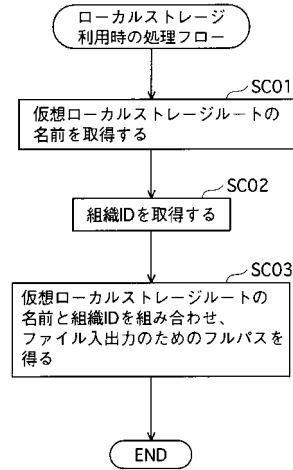 ローカルストレージ
利用時の処理フロー
SC01
仮想ローカルストレージルートの
名前を取得する
SC02
組織IDを取得する
SC03
仮想ローカルストレージルートの
名前と組織IDを組み合わせ、
ファイル入出力のためのフルパスを
得る
END